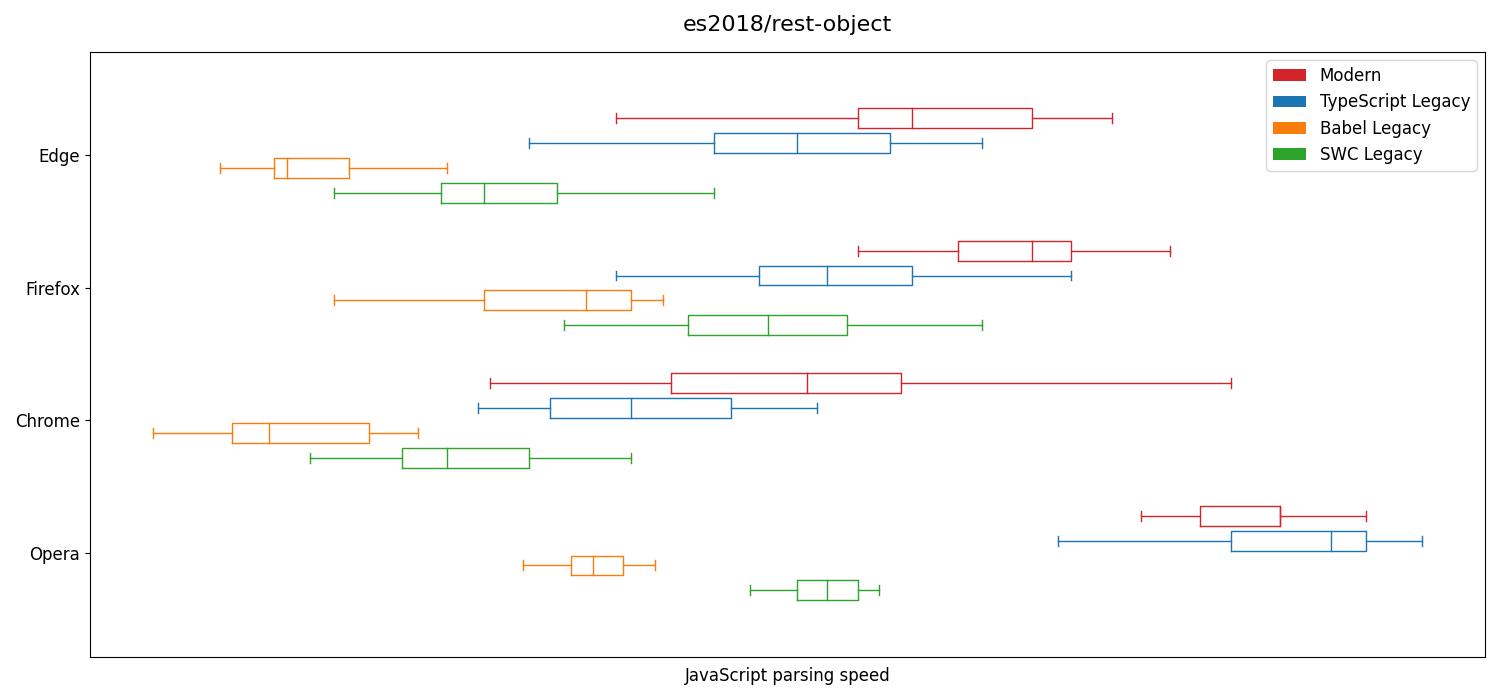 es2018/rest-object
Modern
TypeScript Legacy
Babel Legacy
SWC Legacy
Edge
Firefox
Chrome
Opera
JavaScript parsing speed